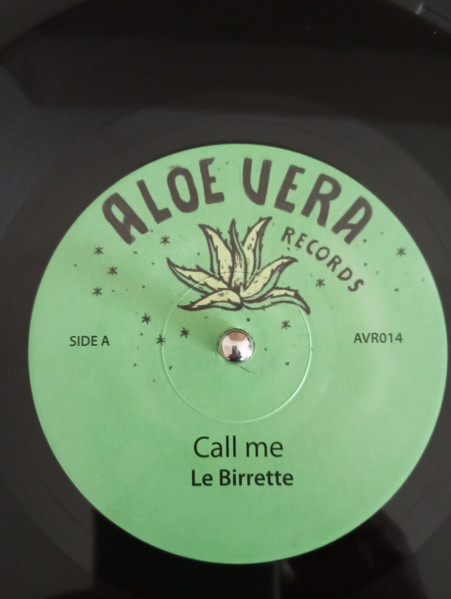 ALOE VERA
RECORDS
SIDE A
AVR014
Call me
Le Birrette